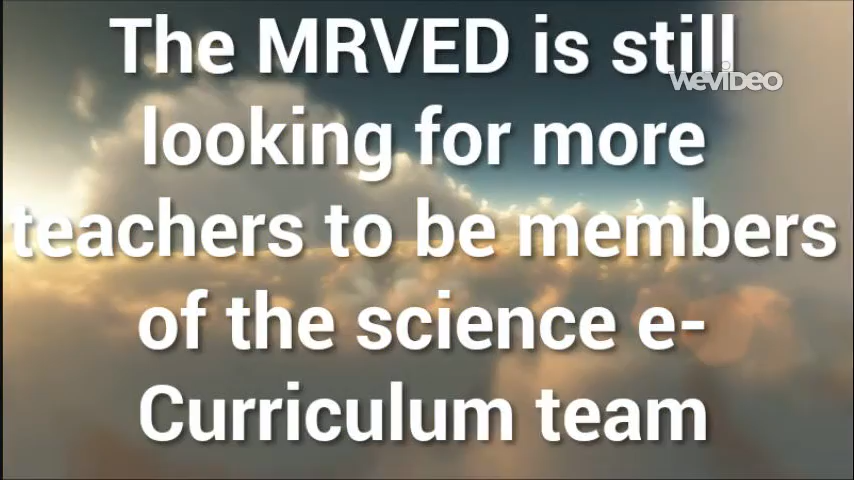 The MRVED is still
WEVIDEO
looking for more
teachers to be members
of the science e-
Curriculum team